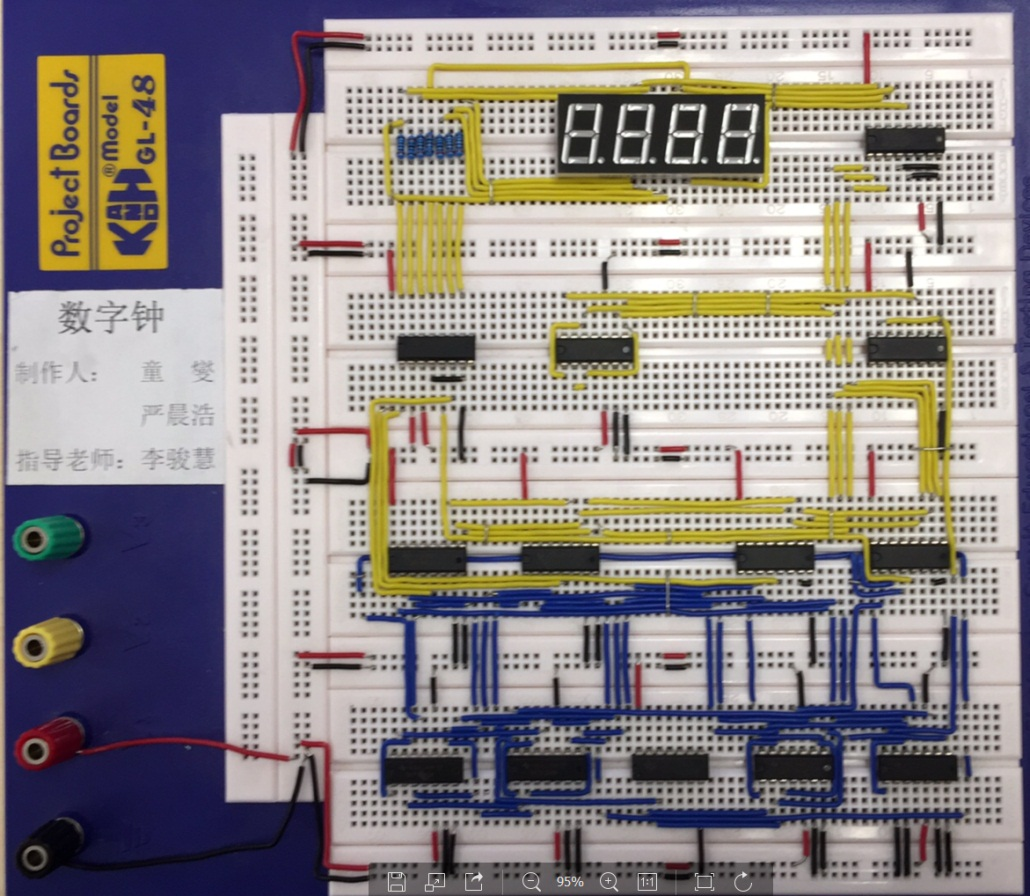 Project Boards
KANDH ® Model
GL-48
数字钟
制作人： 童 燮
严晨浩
指导老师：李骏慧
95%
1:1